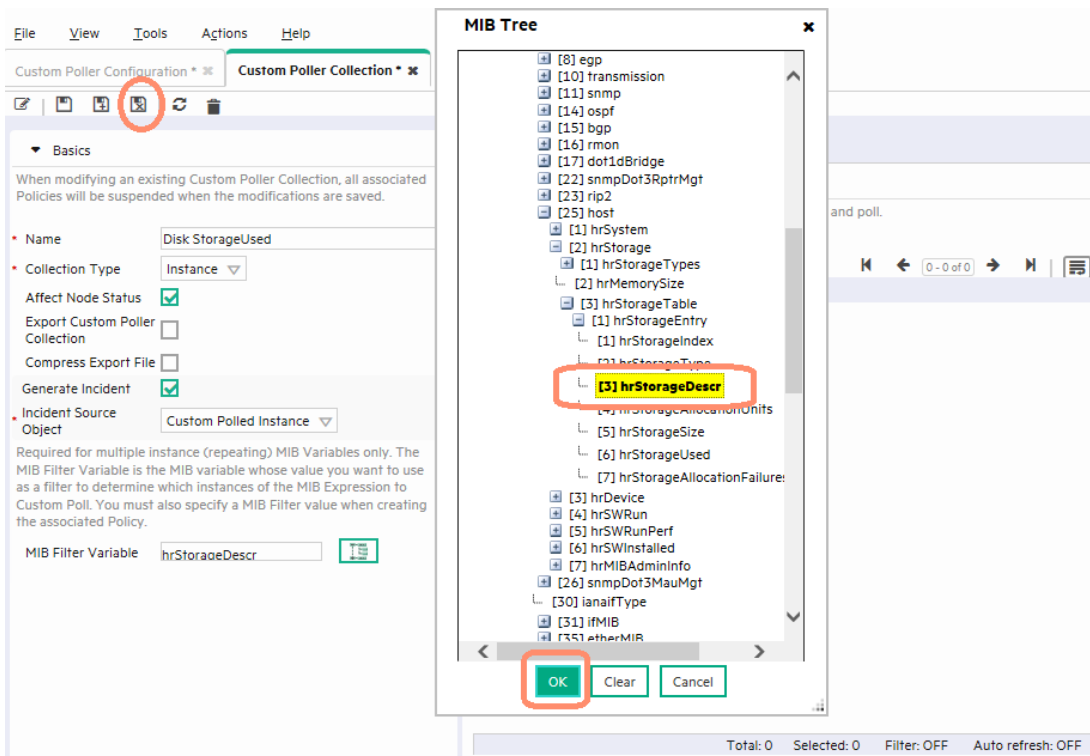 File View Tools Actions Help
Custom Poller Configuration *
Custom Poller Collection *
Basics
When modifying an existing Custom Poller Collection, all associated
Policies will be suspended when the modifications are saved.
* Name Disk StorageUsed
* Collection Type Instance
Affect Node Status
Export Custom Poller
Collection
Compress Export File
Generate Incident
* Incident Source
Object Custom Polled Instance
Required for multiple instance (repeating) MIB Variables only. The
MIB Filter Variable is the MIB variable whose value you want to use
as a filter to determine which instances of the MIB Expression to
Custom Poll. You must also specify a MIB Filter value when creating
the associated Policy.
MIB Filter Variable hrStorageDescr
MIB Tree
[8] egp
[10] transmission
[11] snmp
[14] ospf
[15] bgp
[16] rmon
[17] dot1dBridge
[22] snmpDot3RptrMgt
[23] rip2
[25] host
[1] hrSystem
[2] hrStorage
[1] hrStorageTypes
[2] hrMemorySize
[3] hrStorageTable
[1] hrStorageEntry
[1] hrStorageIndex
[2] hrStorageType
[3] hrStorageDescr
[4] hrStorageAllocationUnits
[5] hrStorageSize
[6] hrStorageUsed
[7] hrStorageAllocationFailures
[3] hrDevice
[4] hrSWRun
[5] hrSWRunPerf
[6] hrSWInstalled
[7] hrMIBAdminInfo
[26] snmpDot3MauMgt
[30] ianaifType
[31] ifMIB
[35] etherMIB
OK Clear Cancel
and poll.
0 - 0 of 0
Total: 0 Selected: 0 Filter: OFF Auto refresh: OFF